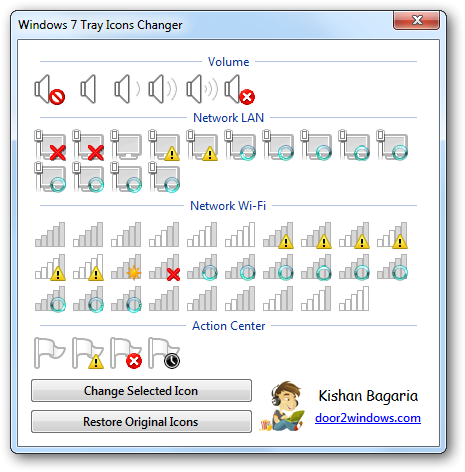 Windows 7 Tray Icons Changer
Volume
Network LAN
Network Wi-Fi
Action Center
Change Selected Icon
Restore Original Icons
Kishan Bagaria
door2windows.com